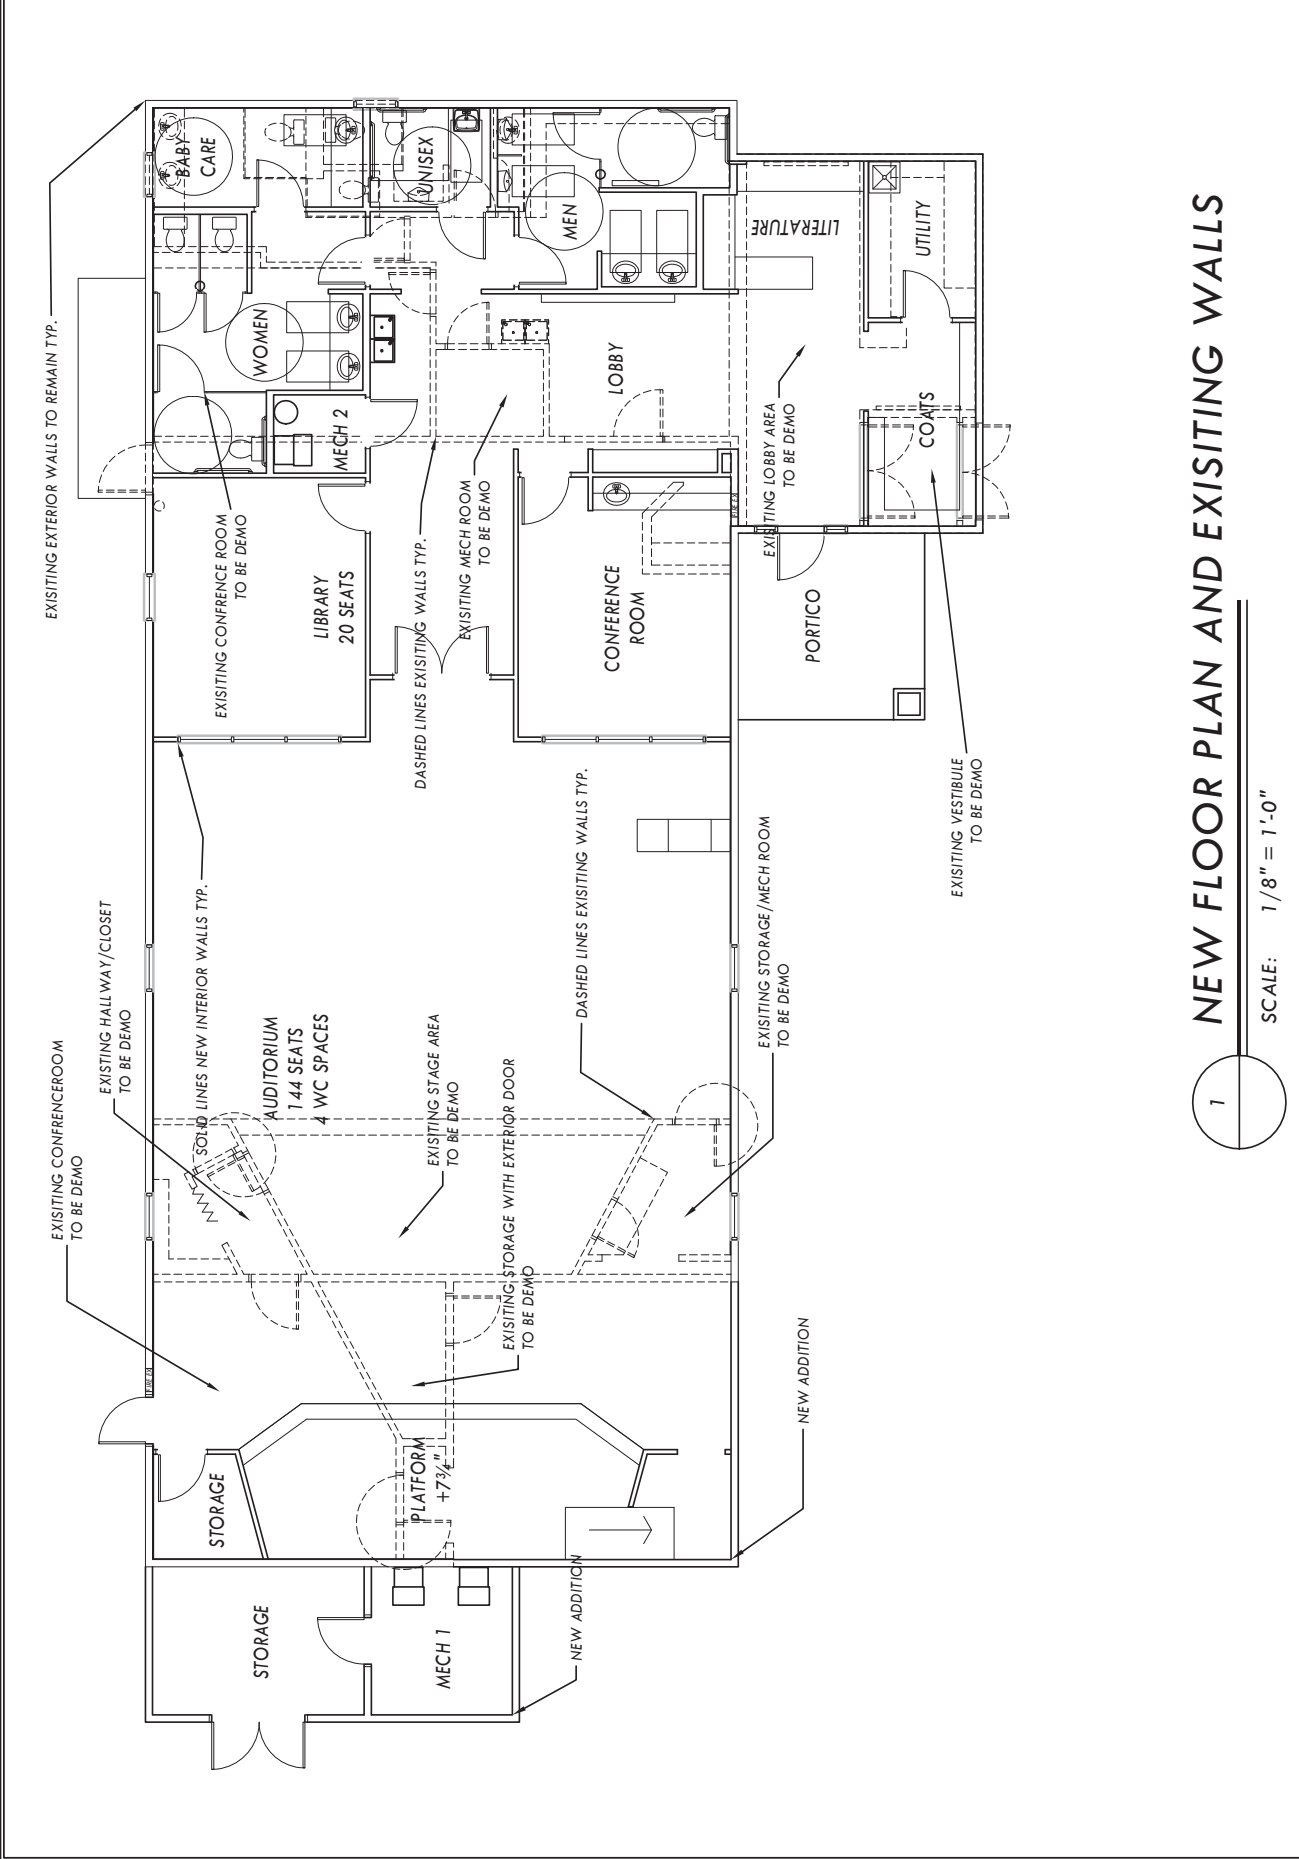 EXISITING EXTERIOR WALLS TO REMAIN TYP.
BABY
CARE
UNISEX
MEN
LITERATURE
UTILITY
WOMEN
MECH 2
LOBBY
COATS
EXISITING LOBBY AREA
TO BE DEMO
EXISITING CONFRENCE ROOM
TO BE DEMO
LIBRARY
20 SEATS
DASHED LINES EXISITING WALLS TYP.
EXISITING MECH ROOM
TO BE DEMO
CONFERENCE
ROOM
FIRE EX.
PORTICO
EXISITING VESTIBULE
TO BE DEMO
EXISITING CONFRENCEROOM
TO BE DEMO
EXISTING HALLWAY/CLOSET
TO BE DEMO
SOLID LINES NEW INTERIOR WALLS TYP.
AUDITORIUM
144 SEATS
4 WC SPACES
EXISITING STAGE AREA
TO BE DEMO
EXISITING STORAGE WITH EXTERIOR DOOR
TO BE DEMO
DASHED LINES EXISITING WALLS TYP.
EXISITING STORAGE/MECH ROOM
TO BE DEMO
FIRE EX.
STORAGE
PLATFORM
+7¾"
NEW ADDITION
STORAGE
MECH 1
NEW ADDITION
1
NEW FLOOR PLAN AND EXISITING WALLS
SCALE: 1/8" = 1'-0"